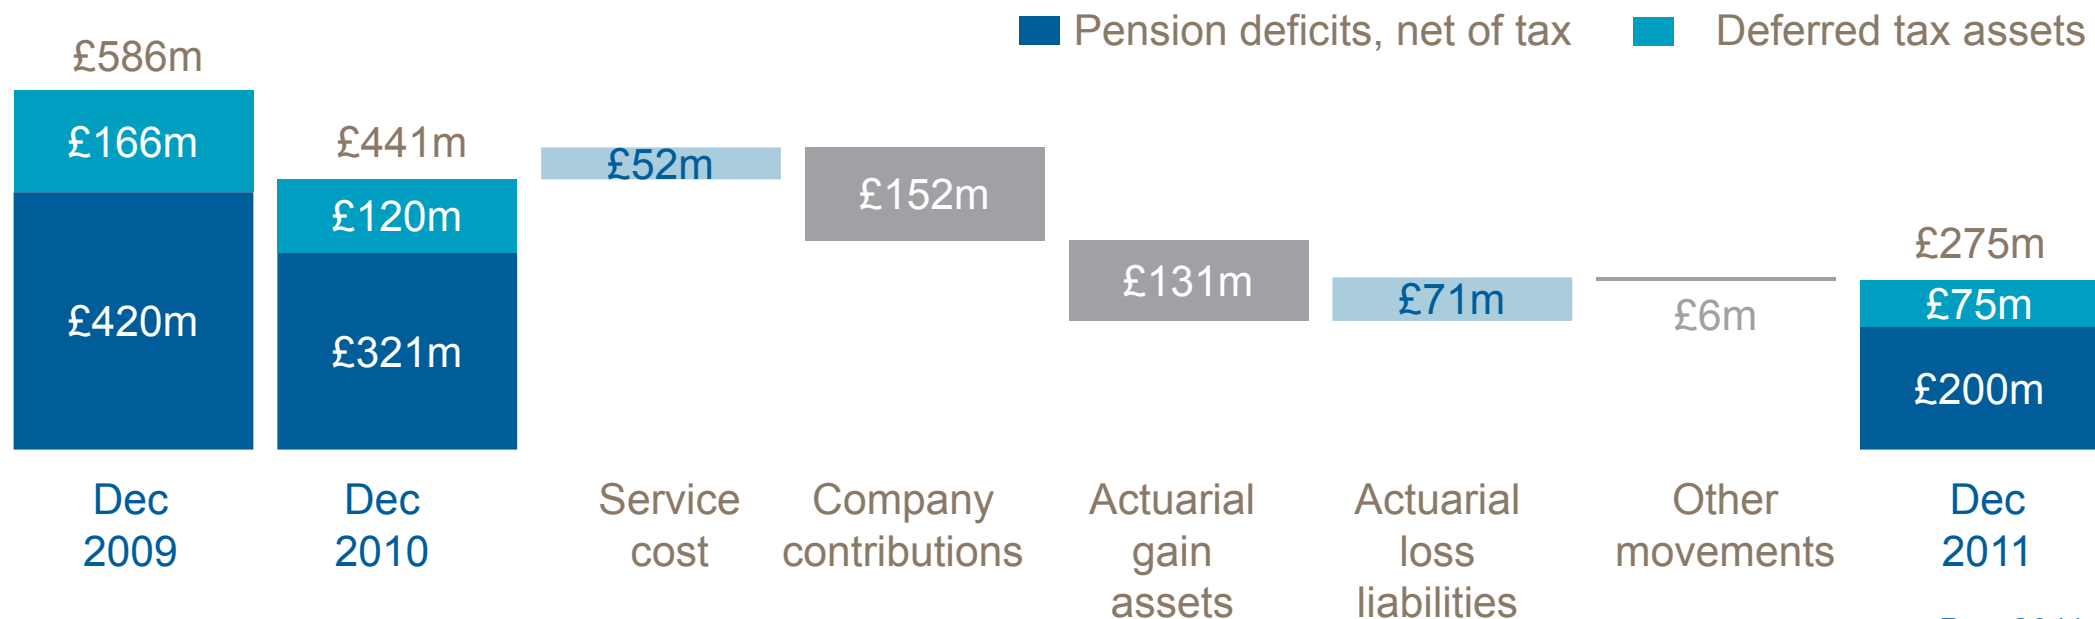 Pension deficits, net of tax
Deferred tax assets
£586m
£166m
£420m
£441m
£120m
£321m
£52m
£152m
£131m
£71m
£6m
£275m
£75m
£200m
Dec
2009
Dec
2010
Service
cost
Company
contributions
Actuarial
gain
assets
Actuarial
loss
liabilities
Other
movements
Dec
2011